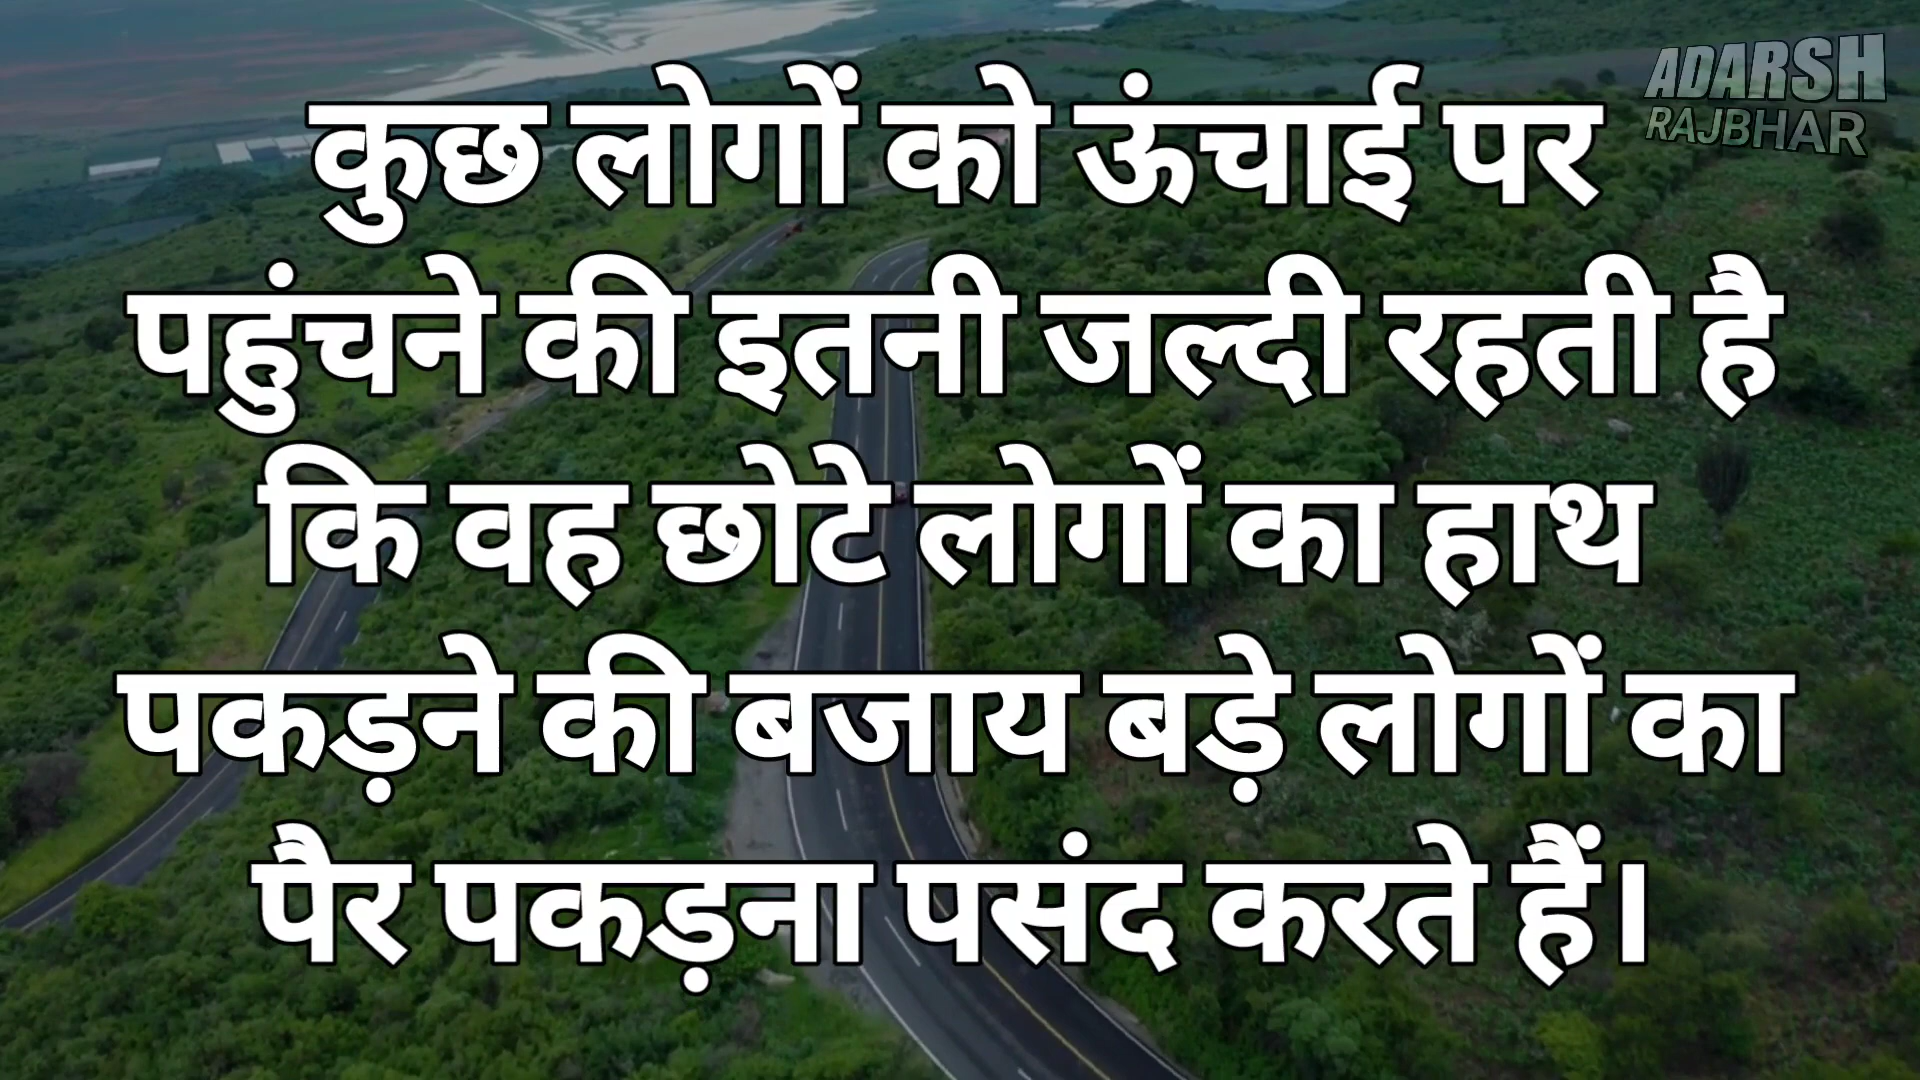 कुछ लोगों को ऊंचाई पर
पहुंचने की इतनी जल्दी रहती है
कि वह छोटे लोगों का हाथ
पकड़ने की बजाय बड़े लोगों का
पैर पकड़ना पसंद करते हैं।
ADARSH
RAJBHAR